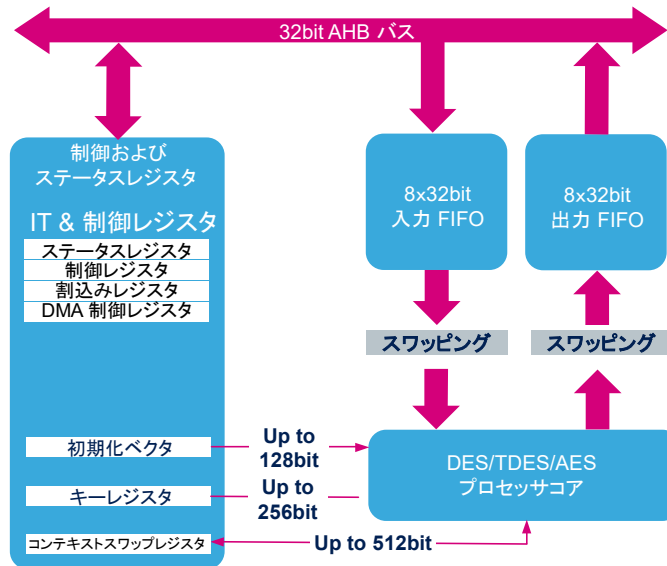 32bit AHB バス
制御および
ステータスレジスタ
IT & 制御レジスタ
ステータスレジスタ
制御レジスタ
割込みレジスタ
DMA 制御レジスタ
初期化ベクタ
キーレジスタ
コンテキストスワップレジスタ
Up to
128bit
Up to
256bit
Up to 512bit
8x32bit
入力 FIFO
8x32bit
出力 FIFO
スワッピング
スワッピング
DES/TDES/AES
プロセッサコア